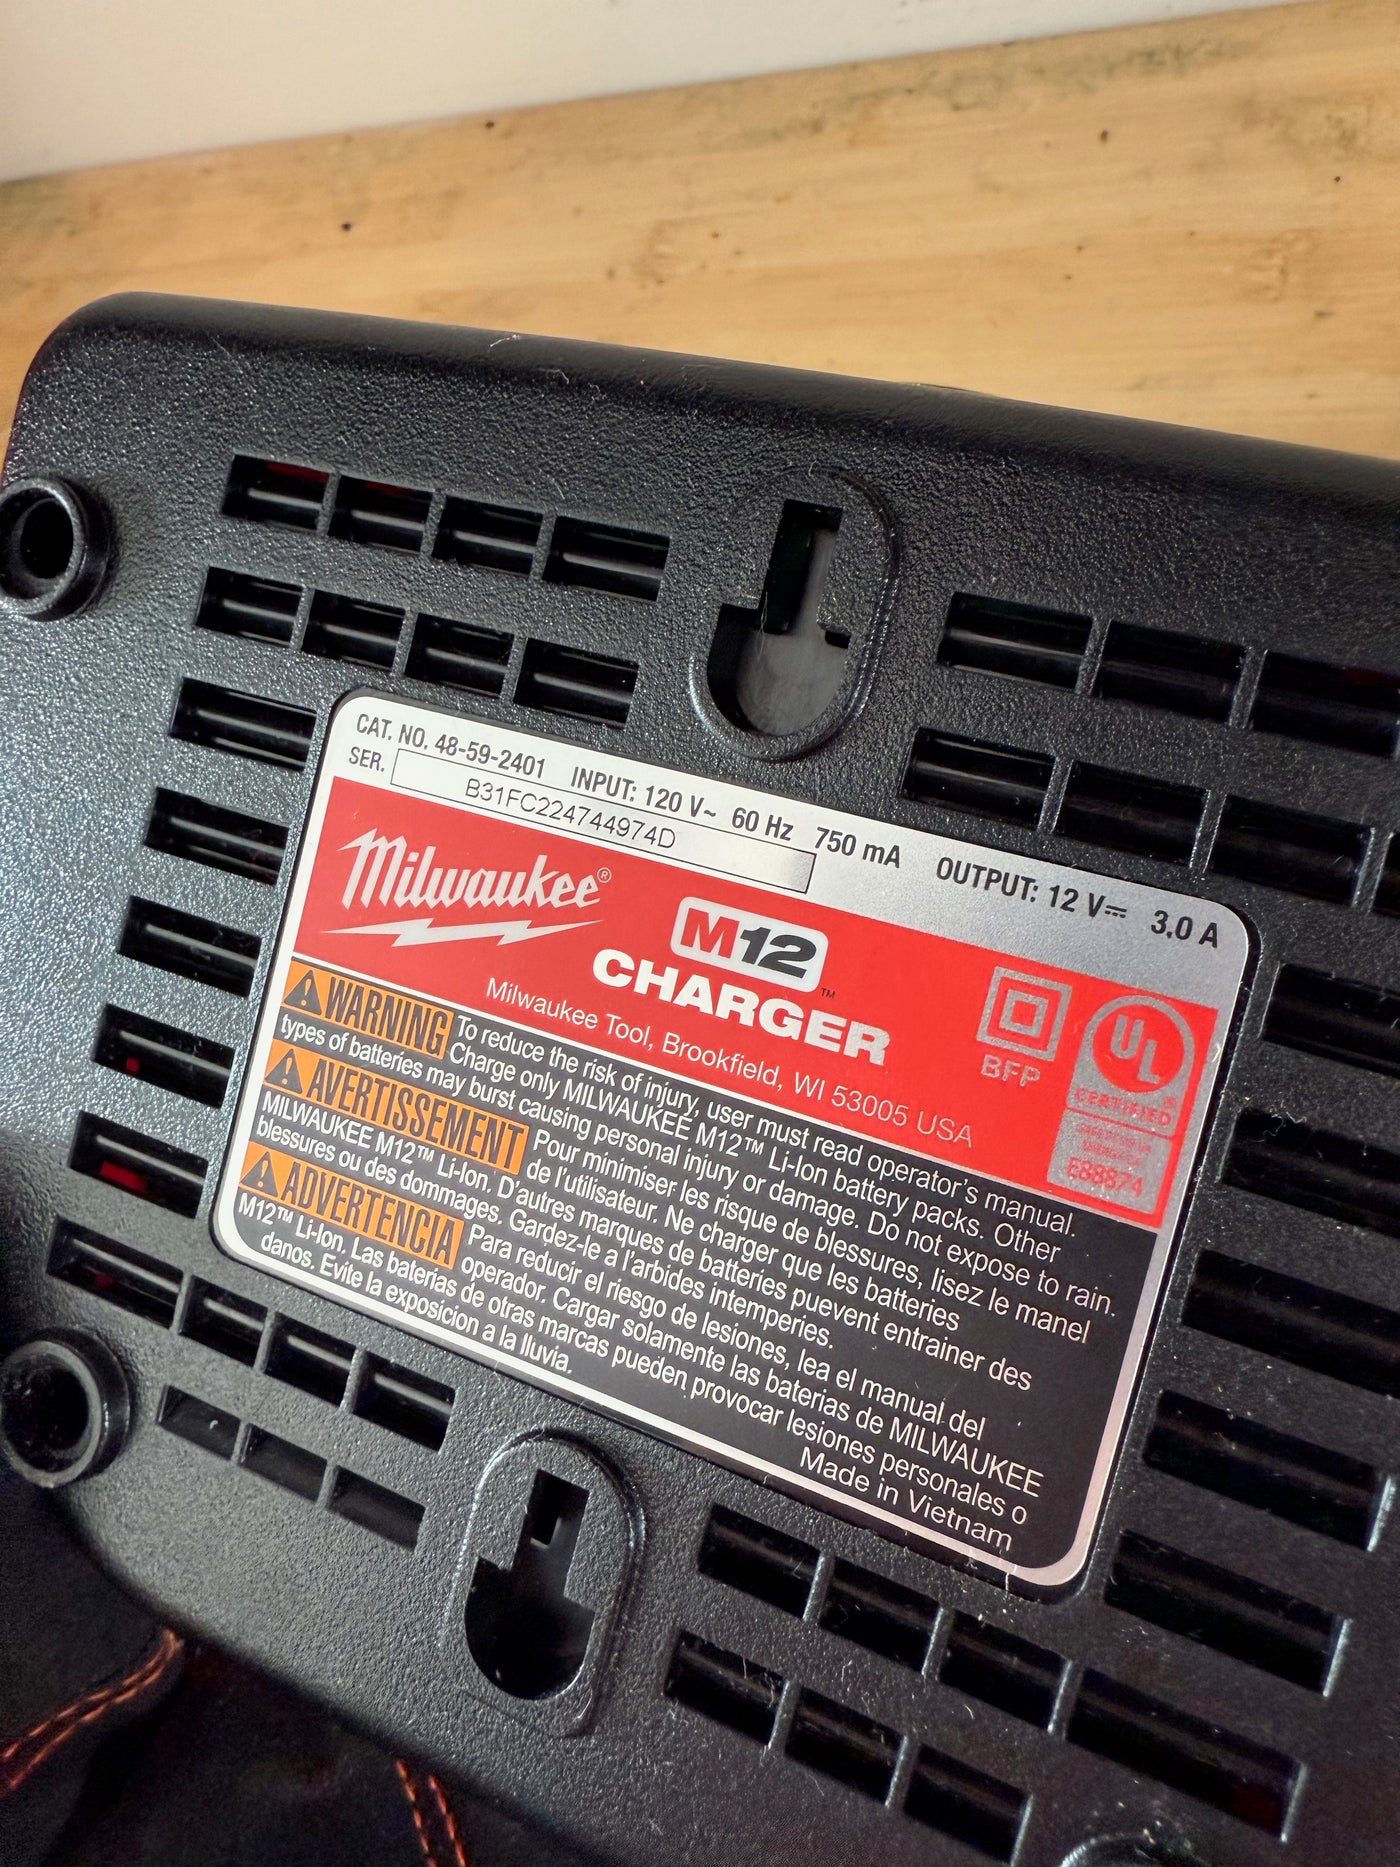 CAT. NO. 48-59-2401 INPUT: 120 V~ 60 Hz 750 mA OUTPUT: 12 V⎓ 3.0 A
SER. B31FC224744974D
Milwaukee®
M12™
CHARGER
Milwaukee Tool, Brookfield, WI 53005 USA
BFP
UL
CERTIFIED
E88874
WARNING To reduce the risk of injury, user must read operator's manual.
Charge only MILWAUKEE M12™ Li-Ion battery packs. Other
types of batteries may burst causing personal injury or damage. Do not expose to rain.
AVERTISSEMENT Pour minimiser les risque de blessures, lisez le manel
de l'utilisateur. Ne charger que les batteries
MILWAUKEE M12™ Li-Ion. D'autres marques de batteries puevent entrainer des
blessures ou des dommages. Gardez-le a l'arbides intemperies.
ADVERTENCIA Para reducir el riesgo de lesiones, lea el manual del
operador. Cargar solamente las baterias de MILWAUKEE
M12™ Li-Ion. Las baterias de otras marcas pueden provocar lesiones personales o
danos. Evite la exposicion a la lluvia.
Made in Vietnam